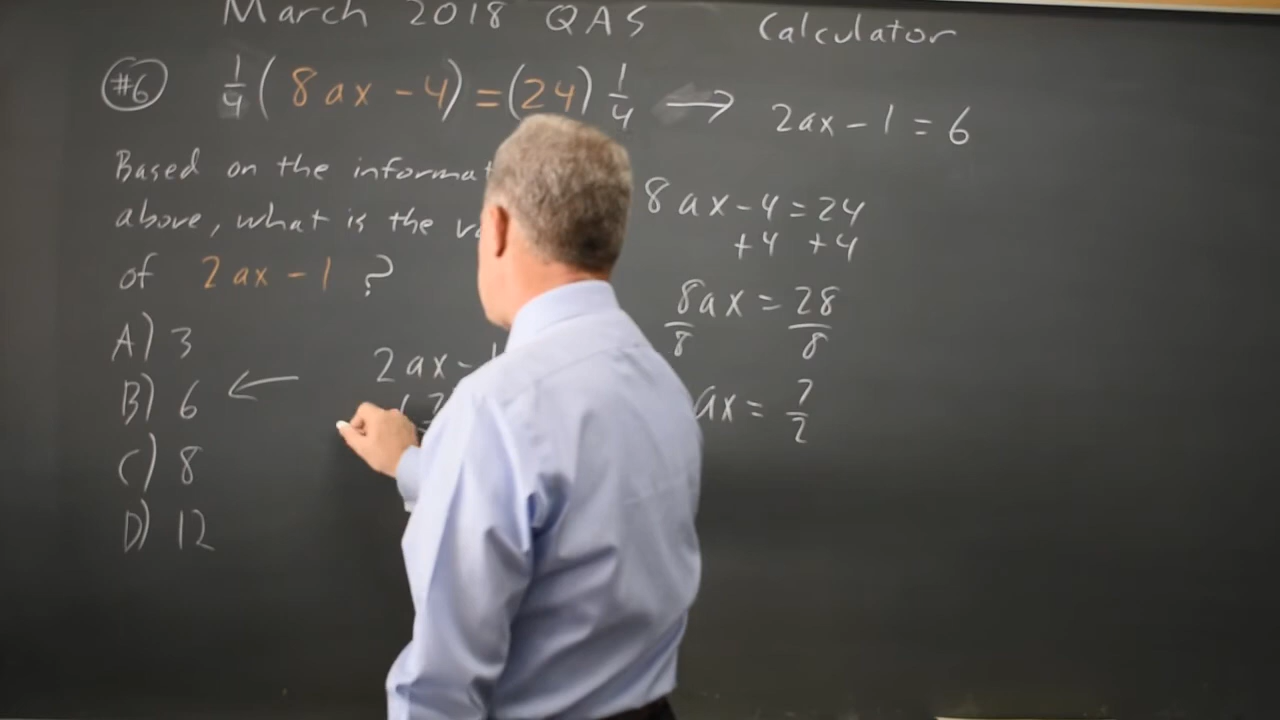 March 2018 QAS Calculator
#6 1/4 ( 8ax - 4) = (24) 1/4 → 2ax - 1 = 6
Based on the
above, what is the
of 2ax - 1 ?
A) 3
B) 6 ←
C) 8
D) 12
2ax -
8ax - 4 = 24
+4 +4
8ax = 28
8 8
ax = 7/2